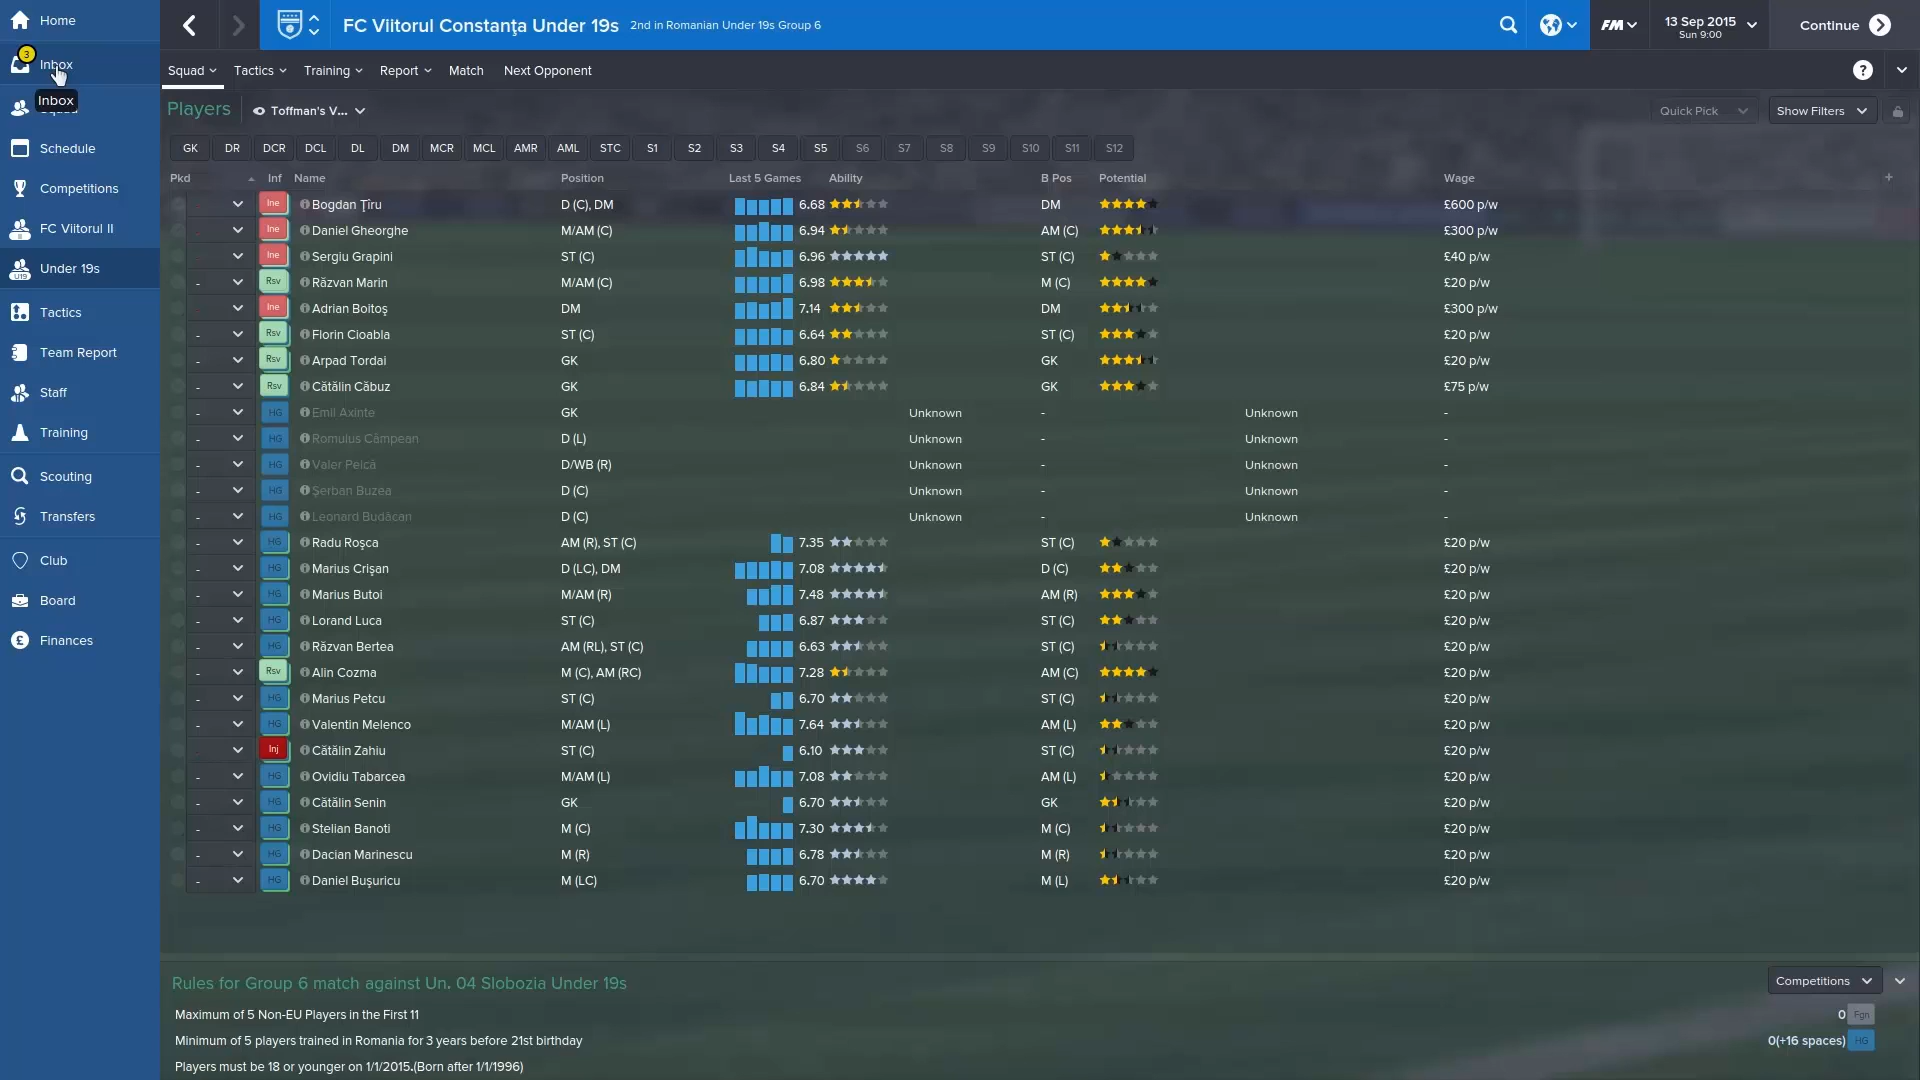 Home
FC Viitorul Constanţa Under 19s 2nd in Romanian Under 19s Group 6 FM 13 Sep 2015 Sun 9:00 Continue
3
Inbox
Inbox
Squad Tactics Training Report Match Next Opponent ?
Schedule
Competitions
FC Viitorul II
U19 Under 19s
Tactics
Team Report
Staff
Training
Scouting
Transfers
Club
Board
Finances
Players Toffman's V... Quick Pick Show Filters
GK DR DCR DCL DL DM MCR MCL AMR AML STC S1 S2 S3 S4 S5 S6 S7 S8 S9 S10 S11 S12
Pkd Inf Name Position Last 5 Games Ability B Pos Potential Wage +
Ine Bogdan Ţîru D (C), DM 6.68 DM £600 p/w
Ine Daniel Gheorghe M/AM (C) 6.94 AM (C) £300 p/w
Ine Sergiu Grapini ST (C) 6.96 ST (C) £40 p/w
- Rsv Răzvan Marin M/AM (C) 6.98 M (C) £20 p/w
Ine Adrian Boitoş DM 7.14 DM £300 p/w
- Rsv Florin Cioabla ST (C) 6.64 ST (C) £20 p/w
- Rsv Arpad Tordai GK 6.80 GK £20 p/w
- Rsv Cătălin Căbuz GK 6.84 GK £75 p/w
- HG Emil Axinte GK Unknown - Unknown -
- HG Romulus Câmpean D (L) Unknown - Unknown -
- HG Valer Pelcă D/WB (R) Unknown - Unknown -
- HG Şerban Buzea D (C) Unknown - Unknown -
- HG Leonard Budăcan D (C) Unknown - Unknown -
- HG Radu Roşca AM (R), ST (C) 7.35 ST (C) £20 p/w
- HG Marius Crişan D (LC), DM 7.08 D (C) £20 p/w
- HG Marius Butoi M/AM (R) 7.48 AM (R) £20 p/w
- HG Lorand Luca ST (C) 6.87 ST (C) £20 p/w
- HG Răzvan Bertea AM (RL), ST (C) 6.63 ST (C) £20 p/w
- Rsv Alin Cozma M (C), AM (RC) 7.28 AM (C) £20 p/w
- HG Marius Petcu ST (C) 6.70 ST (C) £20 p/w
- HG Valentin Melenco M/AM (L) 7.64 AM (L) £20 p/w
Inj Cătălin Zahiu ST (C) 6.10 ST (C) £20 p/w
- HG Ovidiu Tabarcea M/AM (L) 7.08 AM (L) £20 p/w
- HG Cătălin Senin GK 6.70 GK £20 p/w
- HG Stelian Banoti M (C) 7.30 M (C) £20 p/w
- HG Dacian Marinescu M (R) 6.78 M (R) £20 p/w
- HG Daniel Buşuricu M (LC) 6.70 M (L) £20 p/w
Rules for Group 6 match against Un. 04 Slobozia Under 19s Competitions
Maximum of 5 Non-EU Players in the First 11 0 Fgn
Minimum of 5 players trained in Romania for 3 years before 21st birthday 0(+16 spaces) HG
Players must be 18 or younger on 1/1/2015.(Born after 1/1/1996)